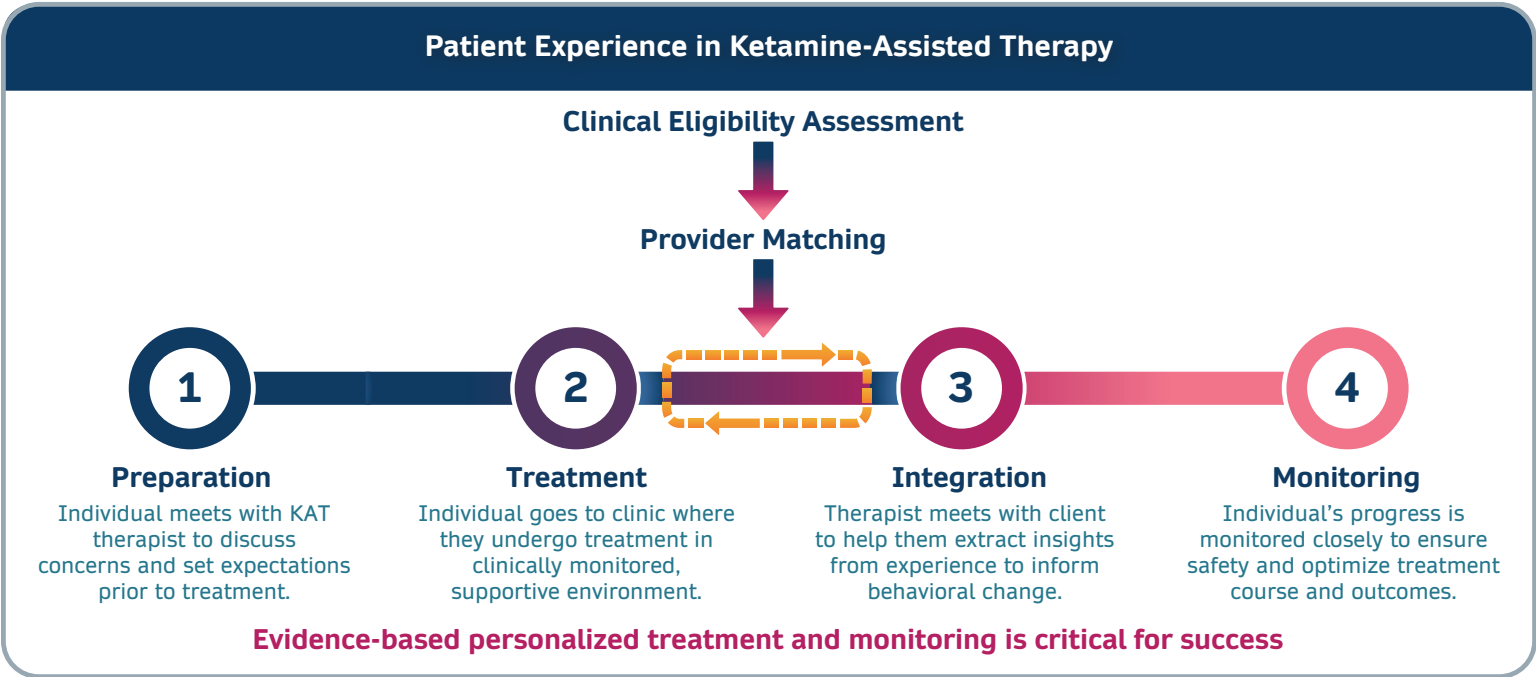 Patient Experience in Ketamine-Assisted Therapy
Clinical Eligibility Assessment
Provider Matching
1
Preparation
Individual meets with KAT
therapist to discuss
concerns and set expectations
prior to treatment.
2
Treatment
Individual goes to clinic where
they undergo treatment in
clinically monitored,
supportive environment.
3
Integration
Therapist meets with client
to help them extract insights
from experience to inform
behavioral change.
4
Monitoring
Individual’s progress is
monitored closely to ensure
safety and optimize treatment
course and outcomes.
Evidence-based personalized treatment and monitoring is critical for success